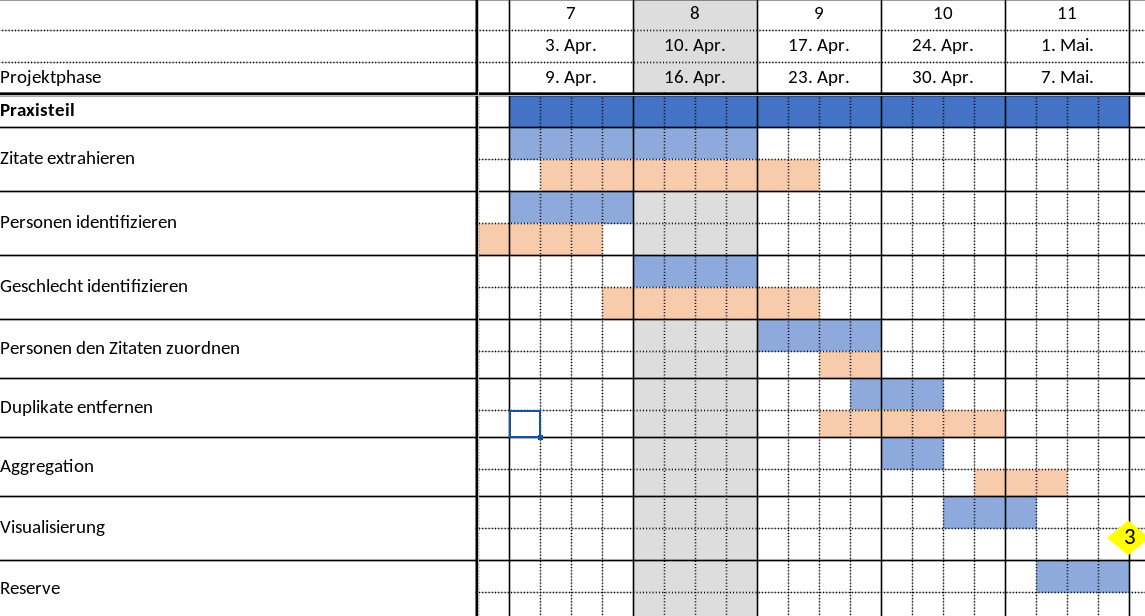 7 8 9 10 11
3. Apr. 10. Apr. 17. Apr. 24. Apr. 1. Mai.
Projektphase 9. Apr. 16. Apr. 23. Apr. 30. Apr. 7. Mai.
Praxisteil
Zitate extrahieren
Personen identifizieren
Geschlecht identifizieren
Personen den Zitaten zuordnen
Duplikate entfernen
Aggregation
Visualisierung
3
Reserve